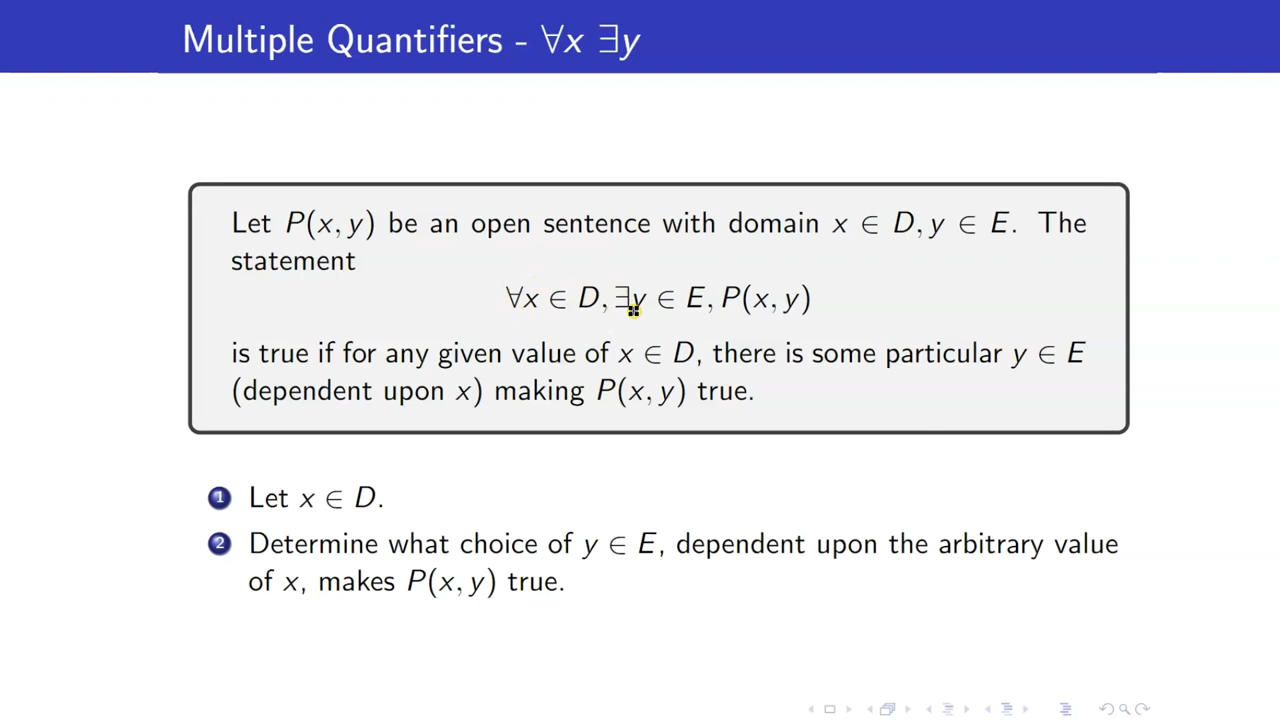 Multiple Quantifiers - ∀x ∃y
Let P(x, y) be an open sentence with domain x ∈ D, y ∈ E. The
statement
∀x ∈ D, ∃y ∈ E, P(x, y)
is true if for any given value of x ∈ D, there is some particular y ∈ E
(dependent upon x) making P(x, y) true.
1 Let x ∈ D.
2 Determine what choice of y ∈ E, dependent upon the arbitrary value
of x, makes P(x, y) true.